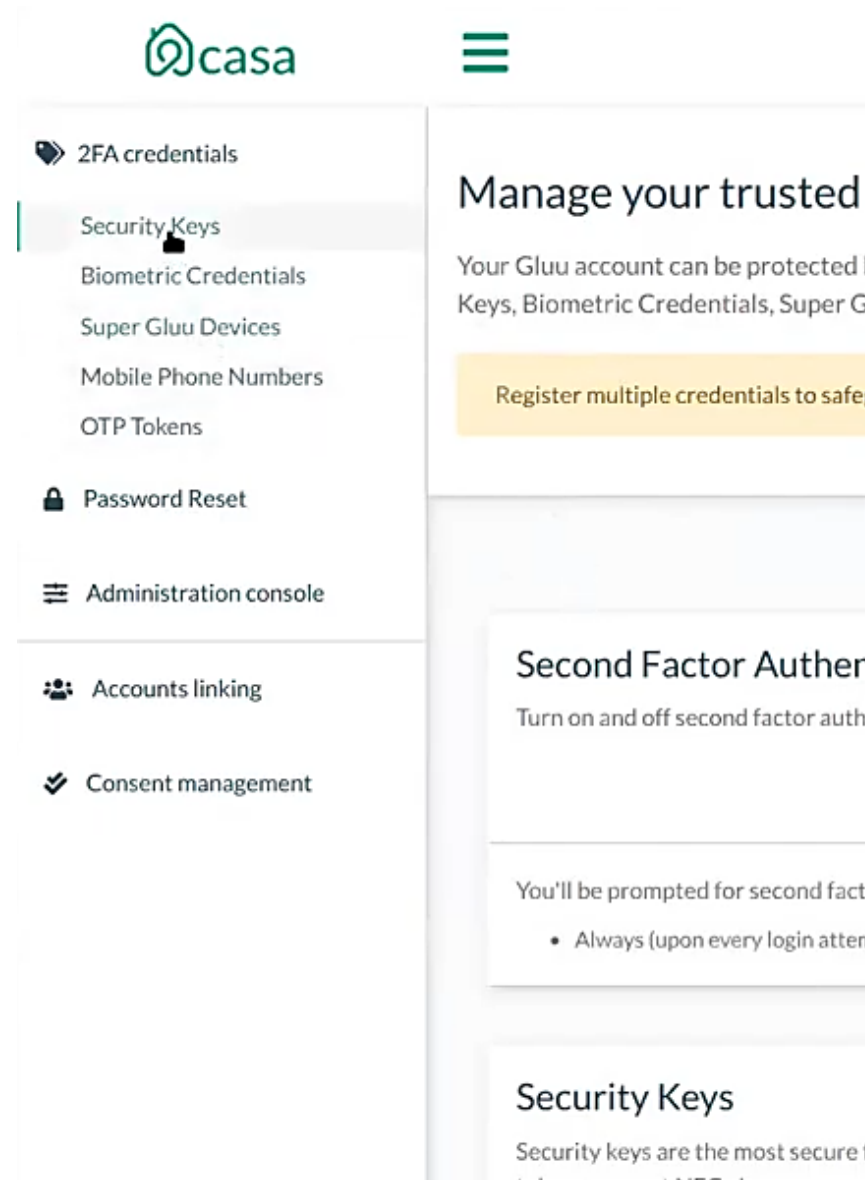 casa
2FA credentials
Security Keys
Biometric Credentials
Super Gluu Devices
Mobile Phone Numbers
OTP Tokens
Password Reset
Administration console
Accounts linking
Consent management
Manage your trusted
Your Gluu account can be protected
Keys, Biometric Credentials, Super G
Register multiple credentials to safe
Second Factor Authen
Turn on and off second factor auth
You'll be prompted for second fact
• Always (upon every login atte
Security Keys
Security keys are the most secure